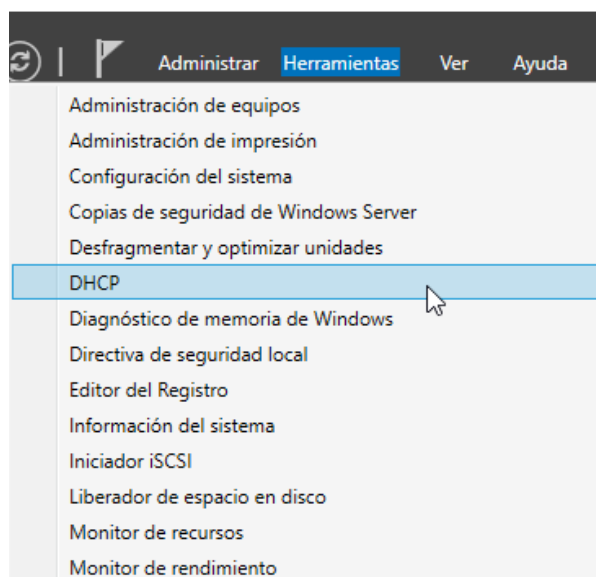 Administrar Herramientas Ver Ayuda
Administración de equipos
Administración de impresión
Configuración del sistema
Copias de seguridad de Windows Server
Desfragmentar y optimizar unidades
DHCP
Diagnóstico de memoria de Windows
Directiva de seguridad local
Editor del Registro
Información del sistema
Iniciador iSCSI
Liberador de espacio en disco
Monitor de recursos
Monitor de rendimiento